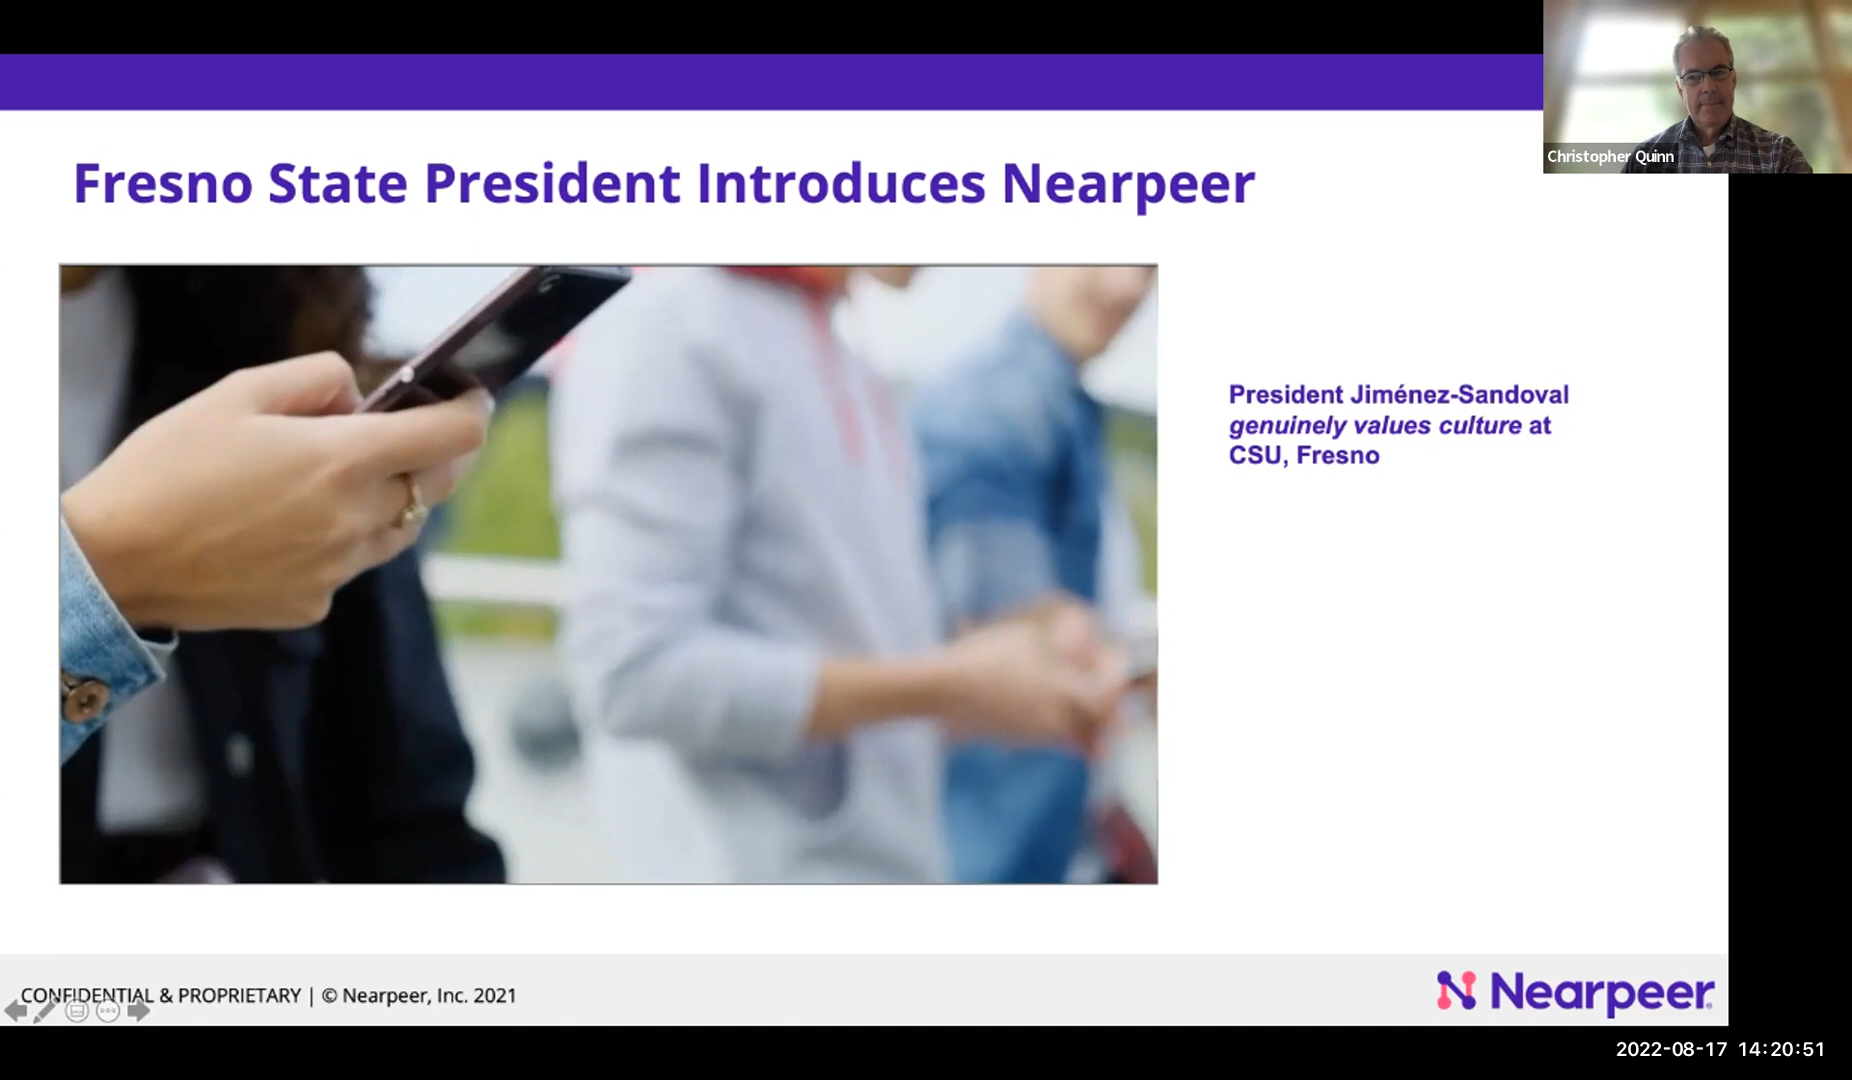 Christopher Quinn
Fresno State President Introduces Nearpeer
President Jiménez-Sandoval
genuinely values culture at
CSU, Fresno
CONFIDENTIAL & PROPRIETARY | © Nearpeer, Inc. 2021
Nearpeer
2022-08-17 14:20:51